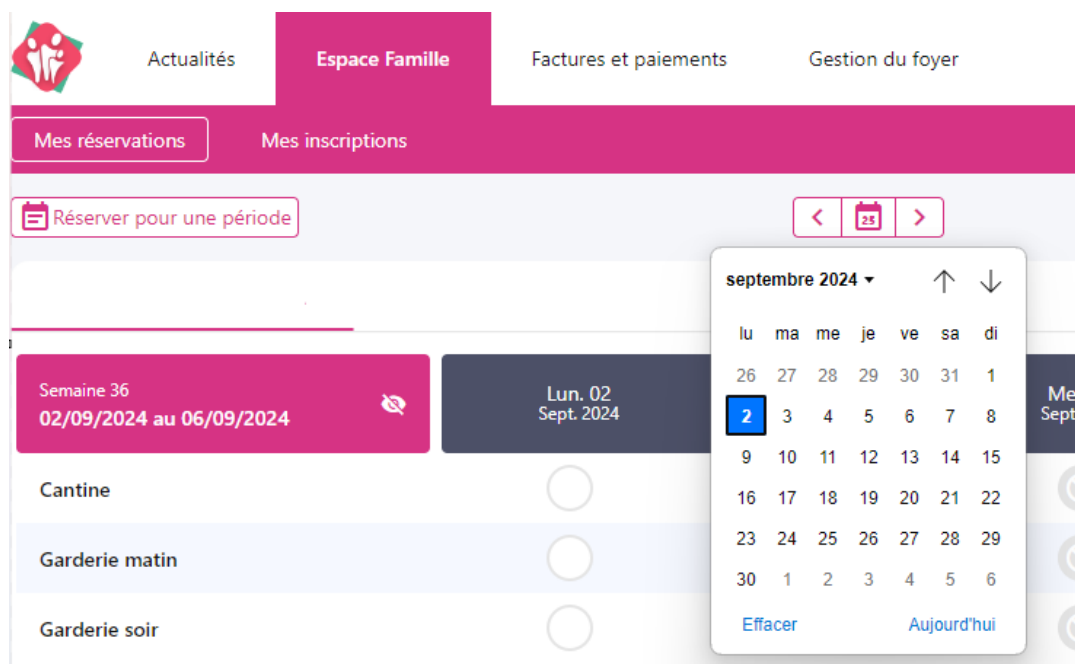 Actualités
Espace Famille
Factures et paiements
Gestion du foyer
Mes réservations
Mes inscriptions
Réserver pour une période
25
septembre 2024
lu ma me je ve sa di
26 27 28 29 30 31 1
2 3 4 5 6 7 8
9 10 11 12 13 14 15
16 17 18 19 20 21 22
23 24 25 26 27 28 29
30 1 2 3 4 5 6
Effacer
Aujourd'hui
Semaine 36
02/09/2024 au 06/09/2024
Lun. 02
Sept. 2024
Me
Sept
Cantine
Garderie matin
Garderie soir